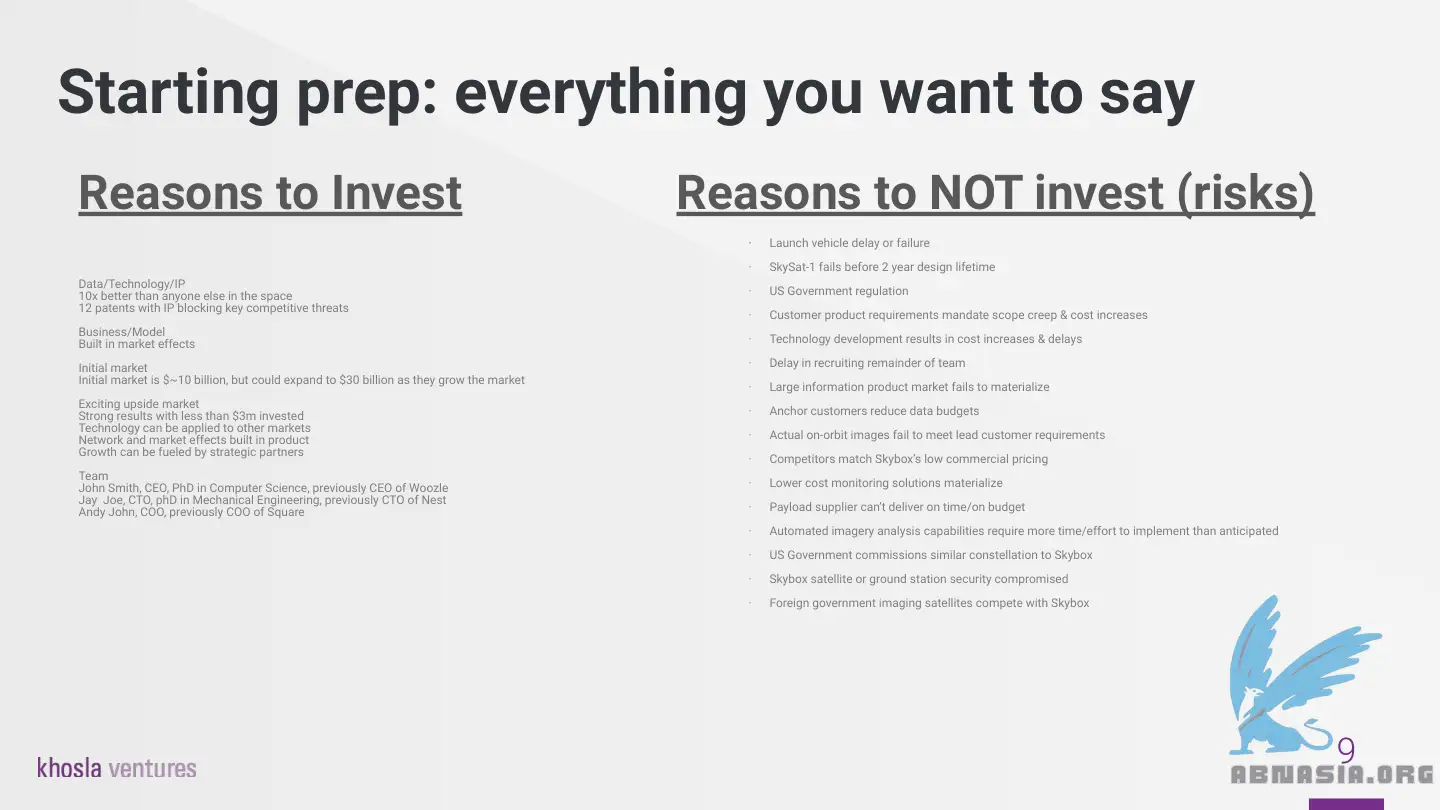 Starting prep: everything you want to say
Reasons to Invest
Data/Technology/IP
10x better than anyone else in the space
12 patents with IP blocking key competitive threats
Business/Model
Built in market effects
Initial market
Initial market is $~10 billion, but could expand to $30 billion as they grow the market
Exciting upside market
Strong results with less than $3m invested
Technology can be applied to other markets
Network and market effects built in product
Growth can be fueled by strategic partners
Team
John Smith, CEO, PhD in Computer Science, previously CEO of Woozle
Jay  Joe, CTO, phD in Mechanical Engineering, previously CTO of Nest
Andy John, COO, previously COO of Square
Reasons to NOT invest (risks)
· Launch vehicle delay or failure
· SkySat-1 fails before 2 year design lifetime
· US Government regulation
· Customer product requirements mandate scope creep & cost increases
· Technology development results in cost increases & delays
· Delay in recruiting remainder of team
· Large information product market fails to materialize
· Anchor customers reduce data budgets
· Actual on-orbit images fail to meet lead customer requirements
· Competitors match Skybox's low commercial pricing
· Lower cost monitoring solutions materialize
· Payload supplier can't deliver on time/on budget
· Automated imagery analysis capabilities require more time/effort to implement than anticipated
· US Government commissions similar constellation to Skybox
· Skybox satellite or ground station security compromised
· Foreign government imaging satellites compete with Skybox
khosla ventures
9
ABNASIA.ORG